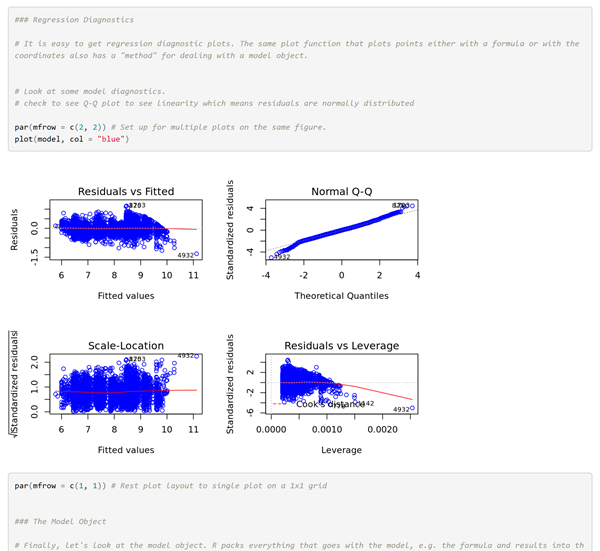 ### Regression Diagnostics
# It is easy to get regression diagnostic plots. The same plot function that plots points either with a formula or with the
coordinates also has a "method" for dealing with a model object.
# Look at some model diagnostics.
# check to see Q-Q plot to see linearity which means residuals are normally distributed
par(mfrow = c(2, 2)) # Set up for multiple plots on the same figure.
plot(model, col = "blue")
Residuals vs Fitted
Residuals
0.0
-1.5
4932
6 7 8 9 10 11
Fitted values
Normal Q-Q
Standardized residuals
4
0
-4
4932
-4 -2 0 2 4
Theoretical Quantiles
Scale-Location
√|Standardized residuals|
2.0
1.0
0.0
4932
6 7 8 9 10 11
Fitted values
Residuals vs Leverage
Standardized residuals
2
-2
-6
Cook's distance
4932
0.0000 0.0010 0.0020
Leverage
par(mfrow = c(1, 1)) # Rest plot layout to single plot on a 1x1 grid
### The Model Object
# Finally, let's look at the model object. R packs everything that goes with the model, e.g. the formula and results into th